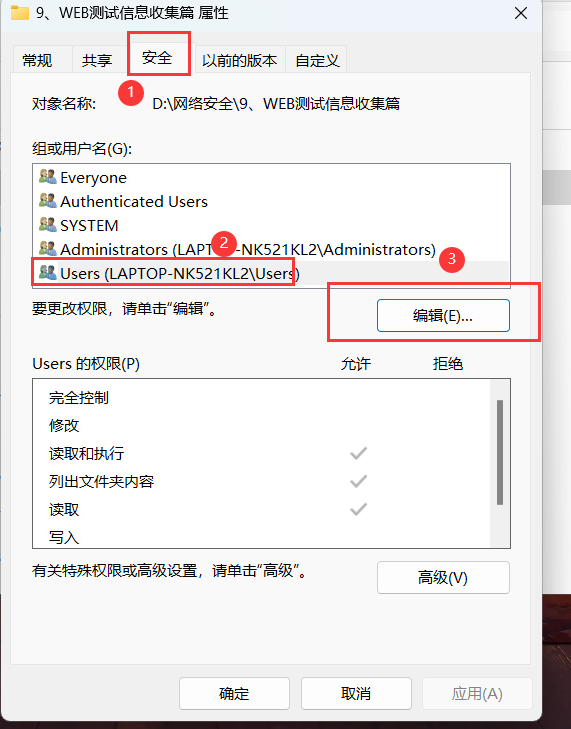 9、WEB测试信息收集篇 属性
常规 共享 安全 以前的版本 自定义
1
对象名称: D:\网络安全\9、WEB测试信息收集篇
组或用户名(G):
Everyone
Authenticated Users
SYSTEM
2
Administrators (LAPTOP-NK521KL2\Administrators)
3
Users (LAPTOP-NK521KL2\Users)
要更改权限，请单击“编辑”。
编辑(E)...
Users 的权限(P) 允许 拒绝
完全控制
修改
读取和执行
列出文件夹内容
读取
写入
有关特殊权限或高级设置，请单击“高级”。
高级(V)
确定 取消 应用(A)